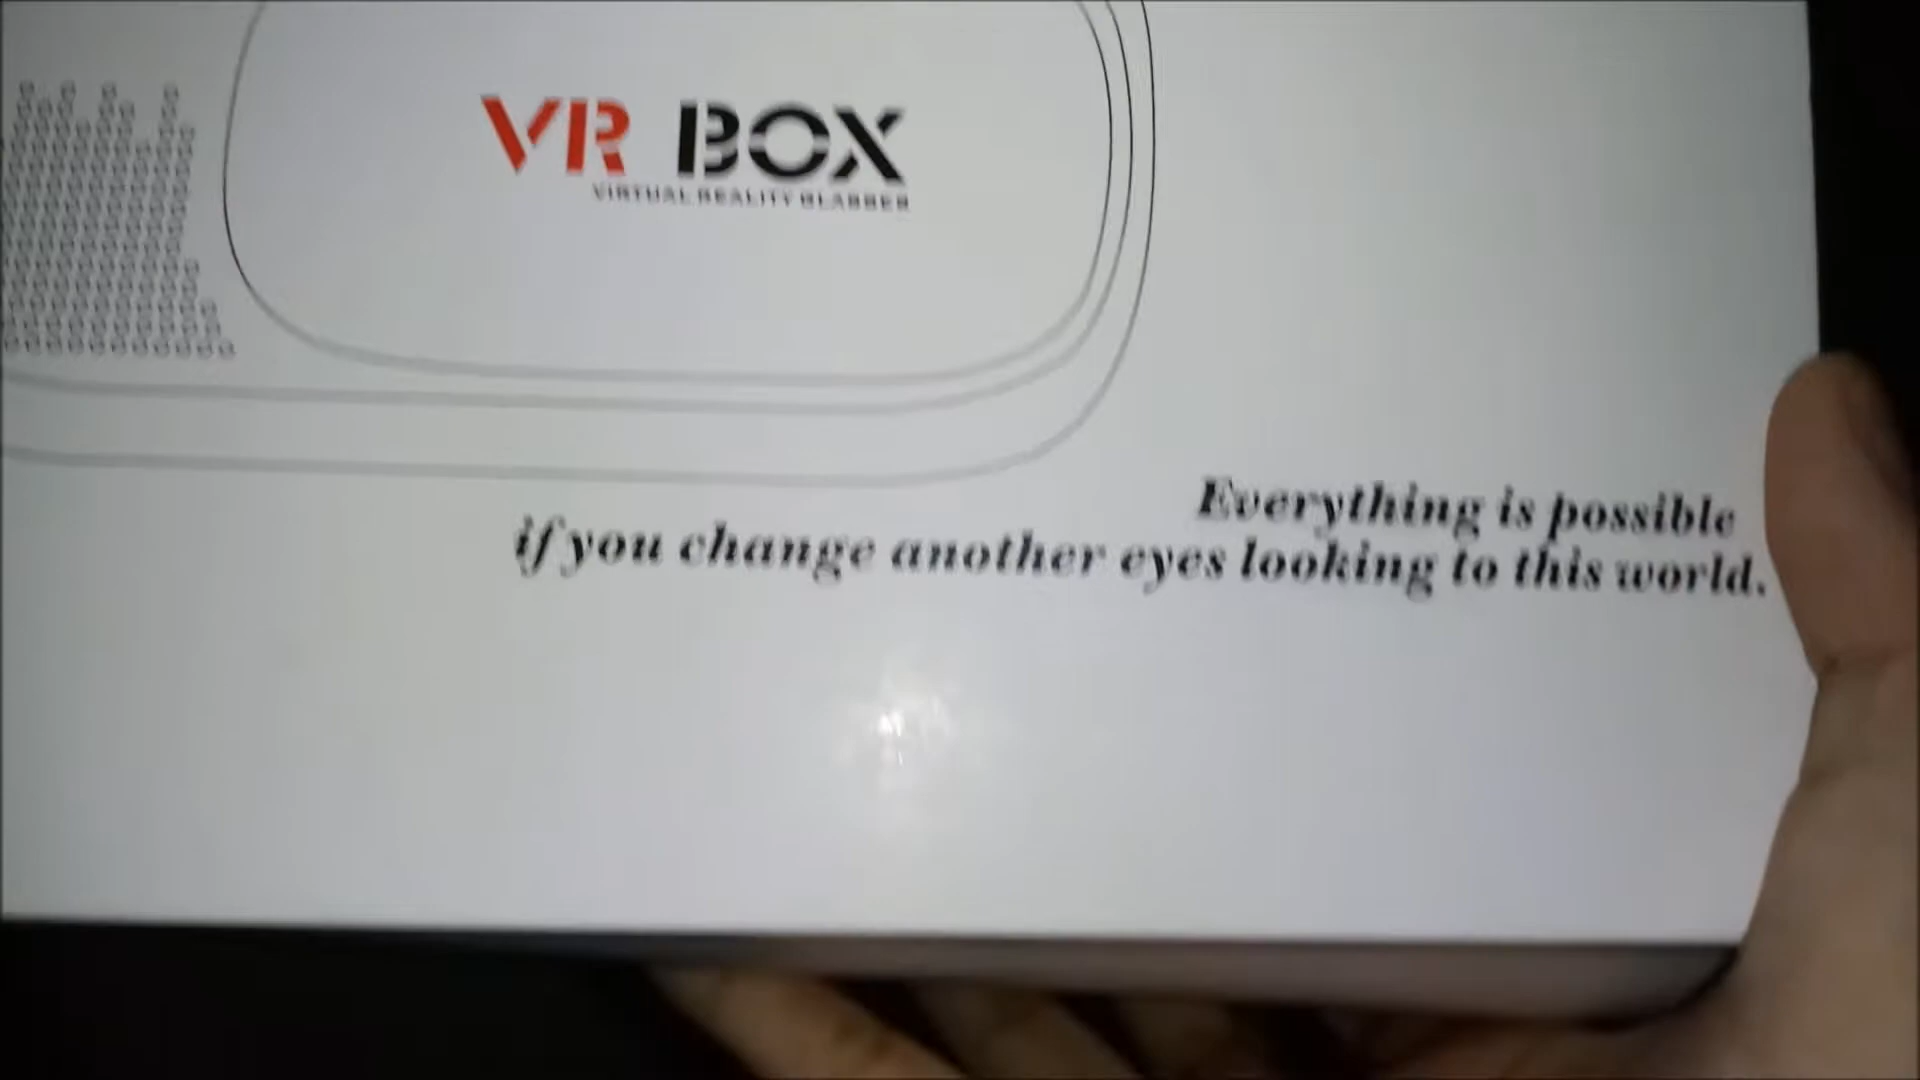 VR BOX
VIRTUAL REALITY GLASSES
Everything is possible
if you change another eyes looking to this world.